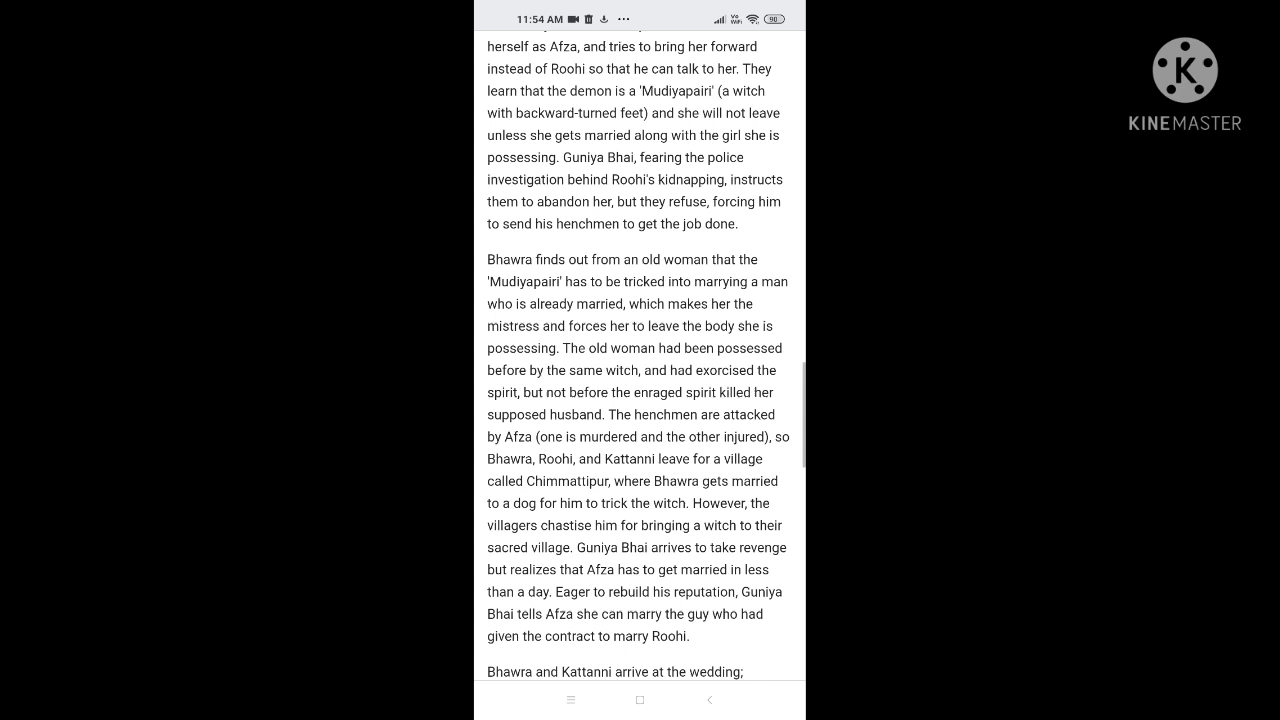 11:54 AM
Vo
WiFi
90
herself as Afza, and tries to bring her forward
instead of Roohi so that he can talk to her. They
learn that the demon is a 'Mudiyapairi' (a witch
with backward-turned feet) and she will not leave
unless she gets married along with the girl she is
possessing. Guniya Bhai, fearing the police
investigation behind Roohi's kidnapping, instructs
them to abandon her, but they refuse, forcing him
to send his henchmen to get the job done.
Bhawra finds out from an old woman that the
'Mudiyapairi' has to be tricked into marrying a man
who is already married, which makes her the
mistress and forces her to leave the body she is
possessing. The old woman had been possessed
before by the same witch, and had exorcised the
spirit, but not before the enraged spirit killed her
supposed husband. The henchmen are attacked
by Afza (one is murdered and the other injured), so
Bhawra, Roohi, and Kattanni leave for a village
called Chimmattipur, where Bhawra gets married
to a dog for him to trick the witch. However, the
villagers chastise him for bringing a witch to their
sacred village. Guniya Bhai arrives to take revenge
but realizes that Afza has to get married in less
than a day. Eager to rebuild his reputation, Guniya
Bhai tells Afza she can marry the guy who had
given the contract to marry Roohi.
Bhawra and Kattanni arrive at the wedding;
K
KINEMASTER